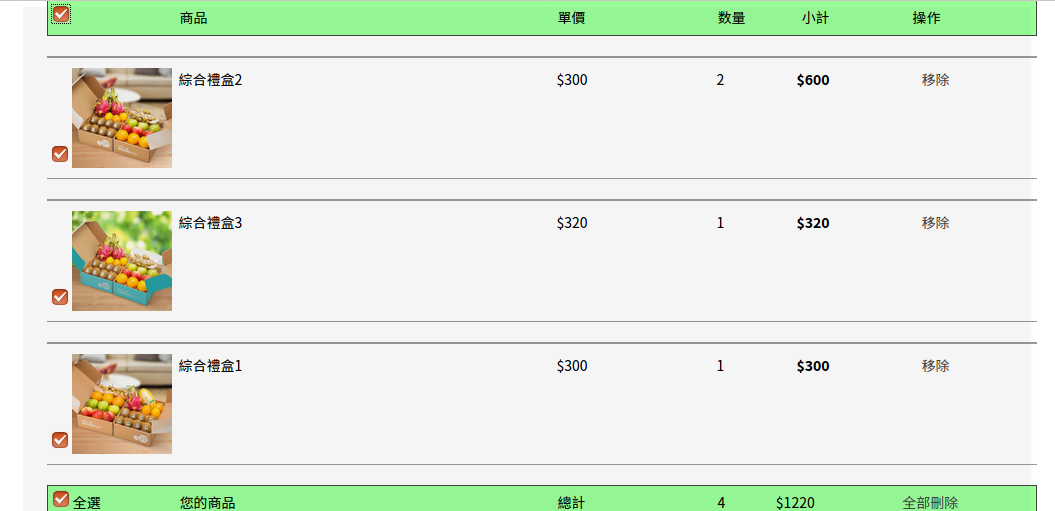 商品 單價 数量 小計 操作
綜合禮盒2 $300 2 $600 移除
綜合禮盒3 $320 1 $320 移除
綜合禮盒1 $300 1 $300 移除
全選 您的商品 總計 4 $1220 全部刪除